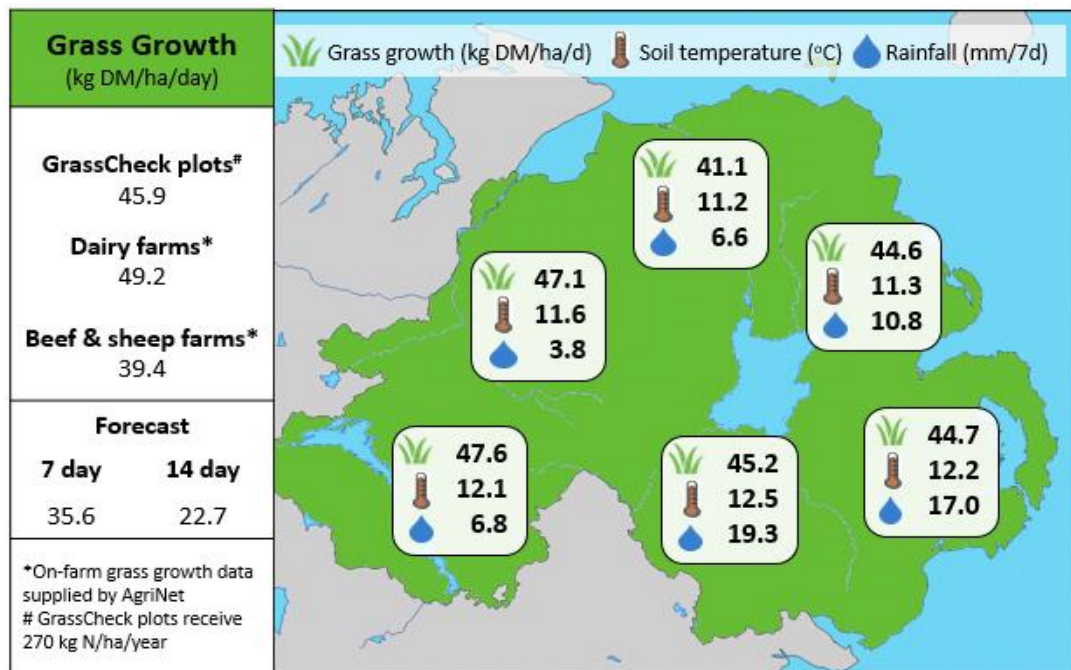 Grass Growth
(kg DM/ha/day)
GrassCheck plots#
45.9
Dairy farms*
49.2
Beef & sheep farms*
39.4
Forecast
7 day 14 day
35.6 22.7
*On-farm grass growth data
supplied by AgriNet
# GrassCheck plots receive
270 kg N/ha/year
Grass growth (kg DM/ha/d) Soil temperature (°C) Rainfall (mm/7d)
41.1
11.2
6.6
44.6
11.3
10.8
47.1
11.6
3.8
47.6
12.1
6.8
45.2
12.5
19.3
44.7
12.2
17.0